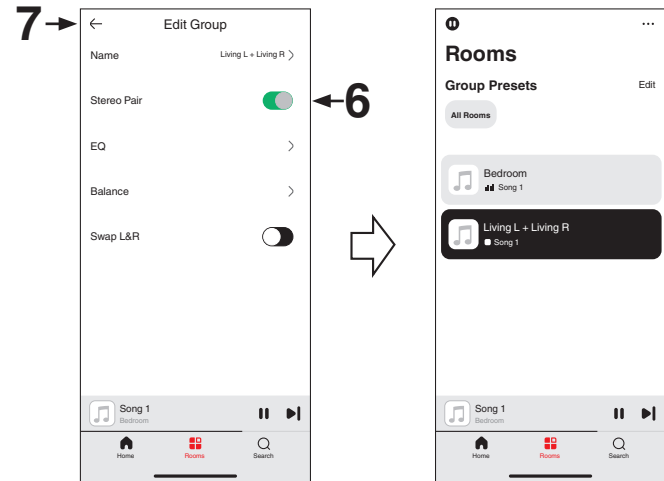 7
Edit Group
Name
Living L + Living R
Stereo Pair
6
EQ
Balance
Swap L&R
Song 1
Bedroom
Home
Rooms
Search
...
Rooms
Group Presets
Edit
All Rooms
Bedroom
Song 1
Living L + Living R
Song 1
Song 1
Bedroom
Home
Rooms
Search